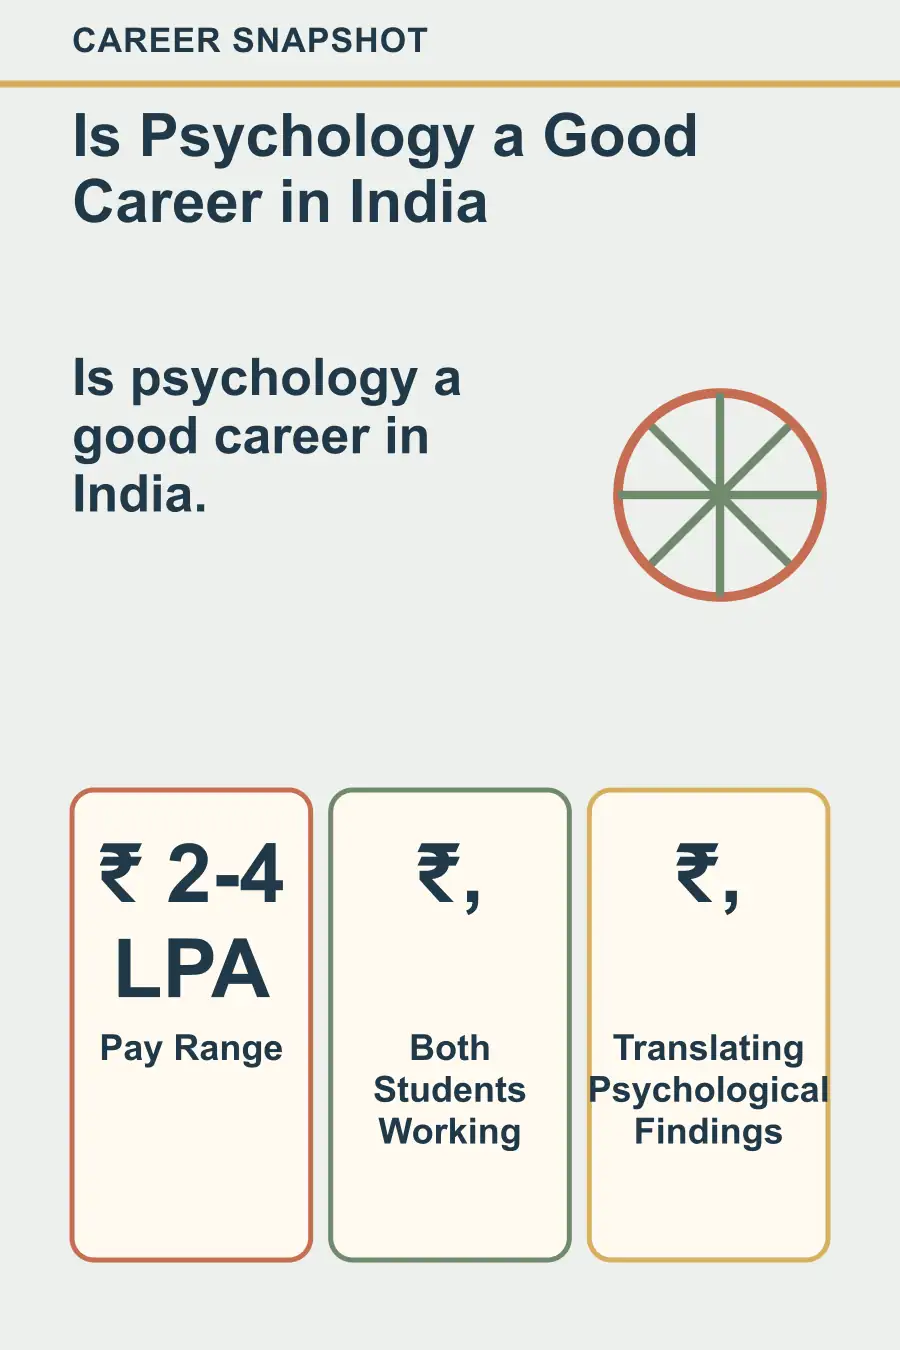 CAREER SNAPSHOT
Is Psychology a Good
Career in India
Is psychology a
good career in
India.
₹ 2-4
LPA
Pay Range
₹,
Both
Students
Working
₹,
Translating
Psychological
Findings